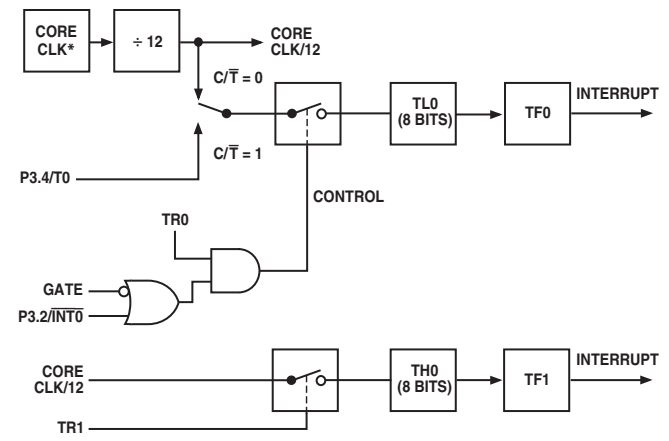 CORE
CLK*
÷ 12
CORE
CLK/12
C/T̅ = 0
TL0
(8 BITS)
TF0
INTERRUPT
C/T̅ = 1
P3.4/T0
CONTROL
TR0
GATE
P3.2/I̅N̅T̅0̅
CORE
CLK/12
TH0
(8 BITS)
TF1
INTERRUPT
TR1